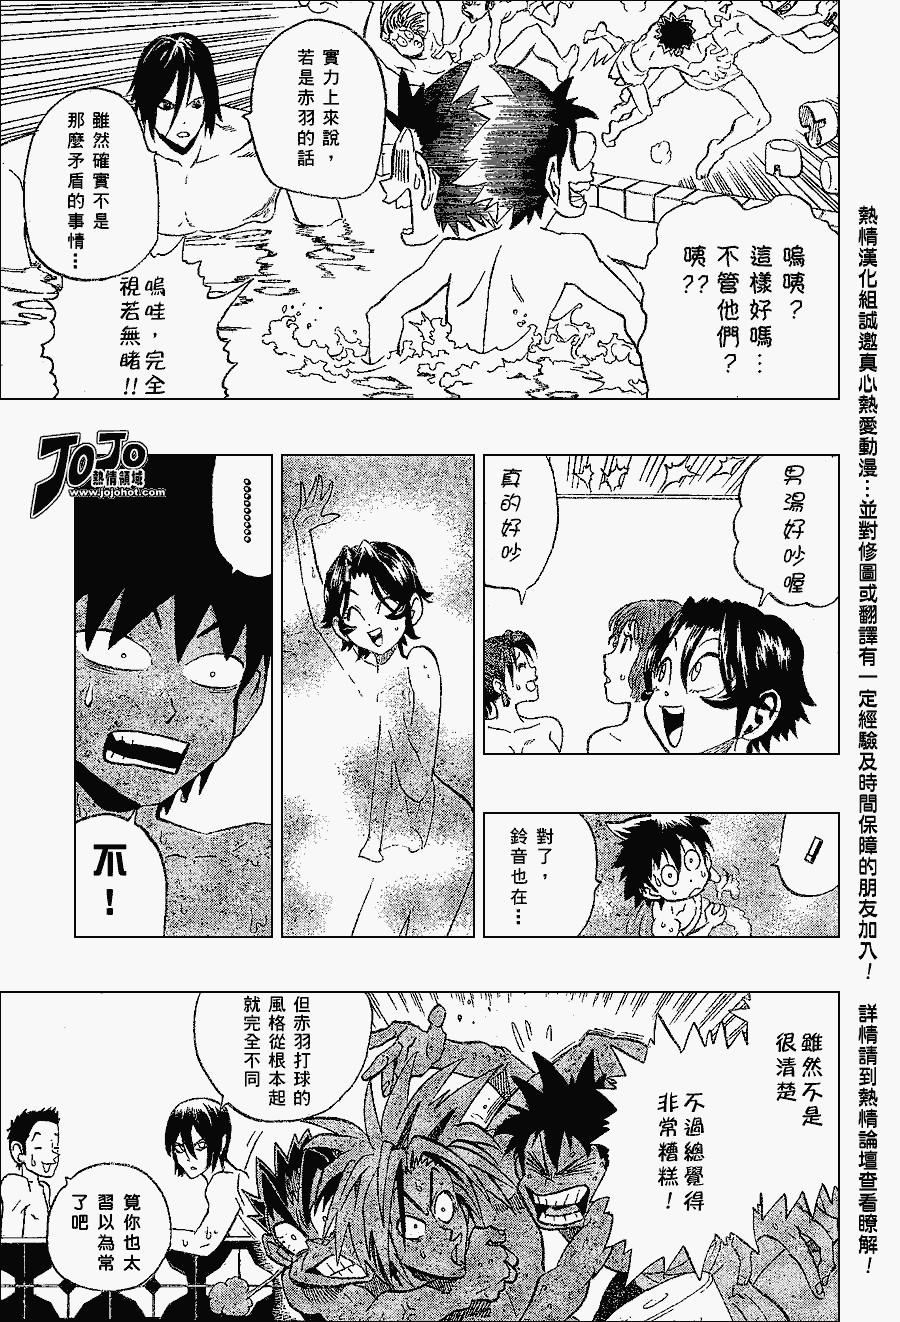 嗚咦？
這樣好嗎…
不管他們？
咦??
實力上來說，
若是赤羽的話
雖然確實不是
那麼矛盾的事情…
嗚哇，完全
視若無睹!!
男湯好吵喔
真的好吵
!
對了，
鈴音也在…
………
不！
雖然不是
很清楚
不過總覺得
非常糟糕！
但赤羽打球的
風格從根本起
就完全不同
筧你也太
習以為常
了吧
JOJO
熱情領域
www.jojohot.com
熱情漢化組誠邀真心熱愛動漫…並對修圖或翻譯有一定經驗及時間保障的朋友加入！ 詳情請到熱情論壇查看瞭解！